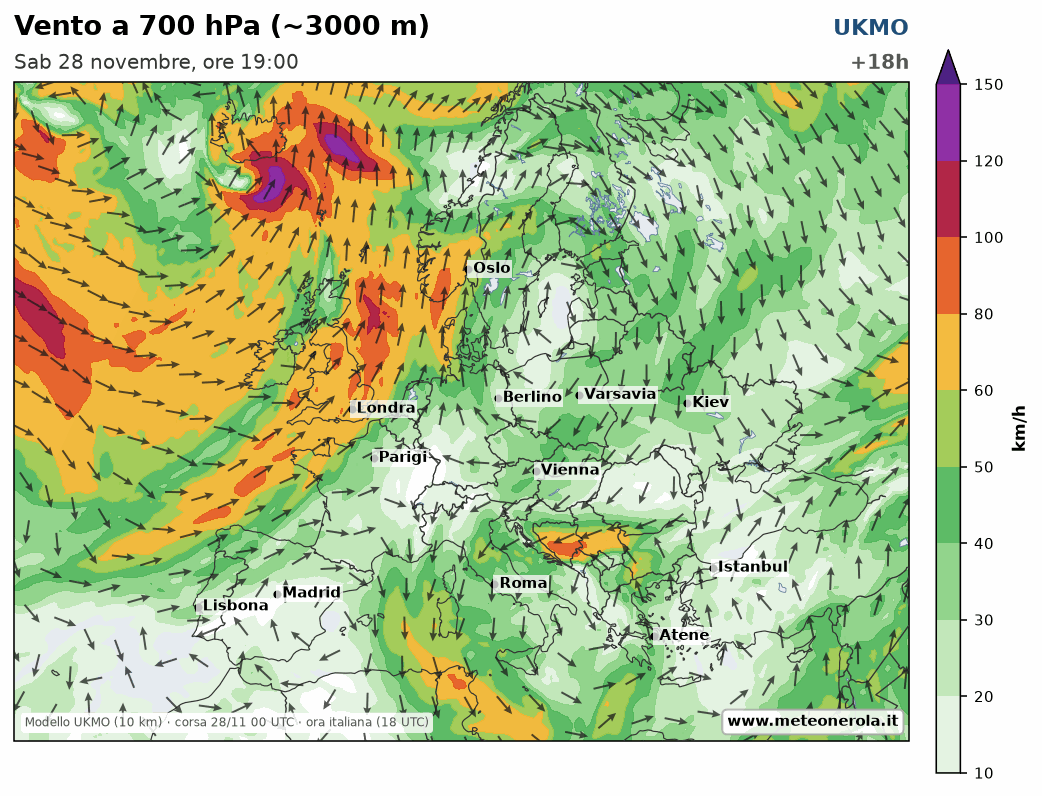 Vento a 700 hPa (~3000 m)
UKMO
Sab 28 novembre, ore 19:00
+18h
150
120
100
80
60
50
40
30
20
10
km/h
Oslo
Londra
Berlino
Varsavia
Kiev
Parigi
Vienna
Roma
Istanbul
Madrid
Lisbona
Atene
Modello UKMO (10 km) · corsa 28/11 00 UTC · ora italiana (18 UTC)
www.meteonerola.it